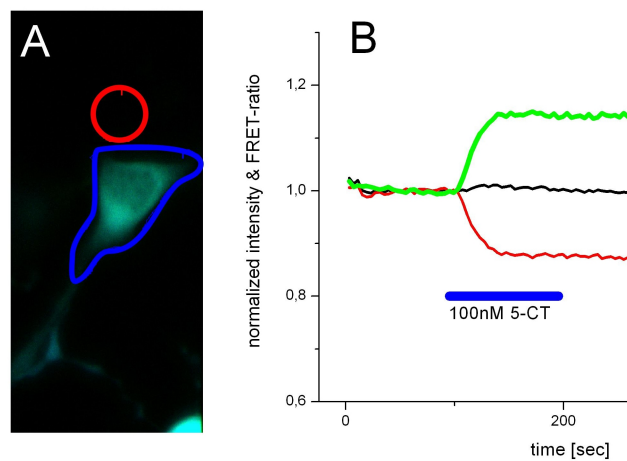 A
B
normalized intensity & FRET-ratio
1,2
1,0
0,8
0,6
100nM 5-CT
0
200
time [sec]